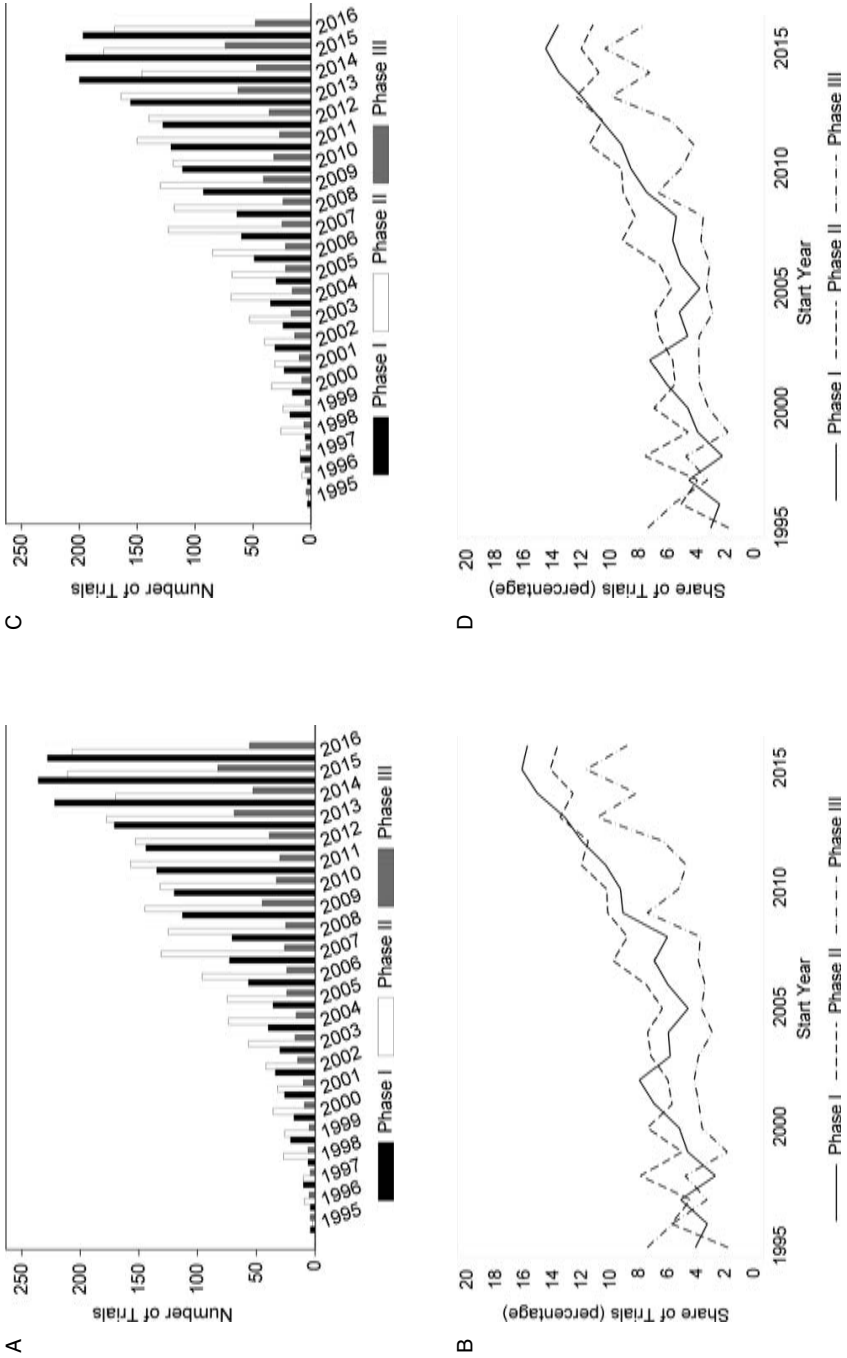 A
Number of Trials
250
200
150
100
50
0
1995 1996 1997 1998 1999 2000 2001 2002 2003 2004 2005 2006 2007 2008 2009 2010 2011 2012 2013 2014 2015 2016
Phase I Phase II Phase III
B
Share of Trials (percentage)
20
18
16
14
12
10
8
6
4
2
0
1995 2000 2005 2010 2015
Start Year
Phase I Phase II Phase III
C
Number of Trials
250
200
150
100
50
0
1995 1996 1997 1998 1999 2000 2001 2002 2003 2004 2005 2006 2007 2008 2009 2010 2011 2012 2013 2014 2015 2016
Phase I Phase II Phase III
D
Share of Trials (percentage)
20
18
16
14
12
10
8
6
4
2
0
1995 2000 2005 2010 2015
Start Year
Phase I Phase II Phase III